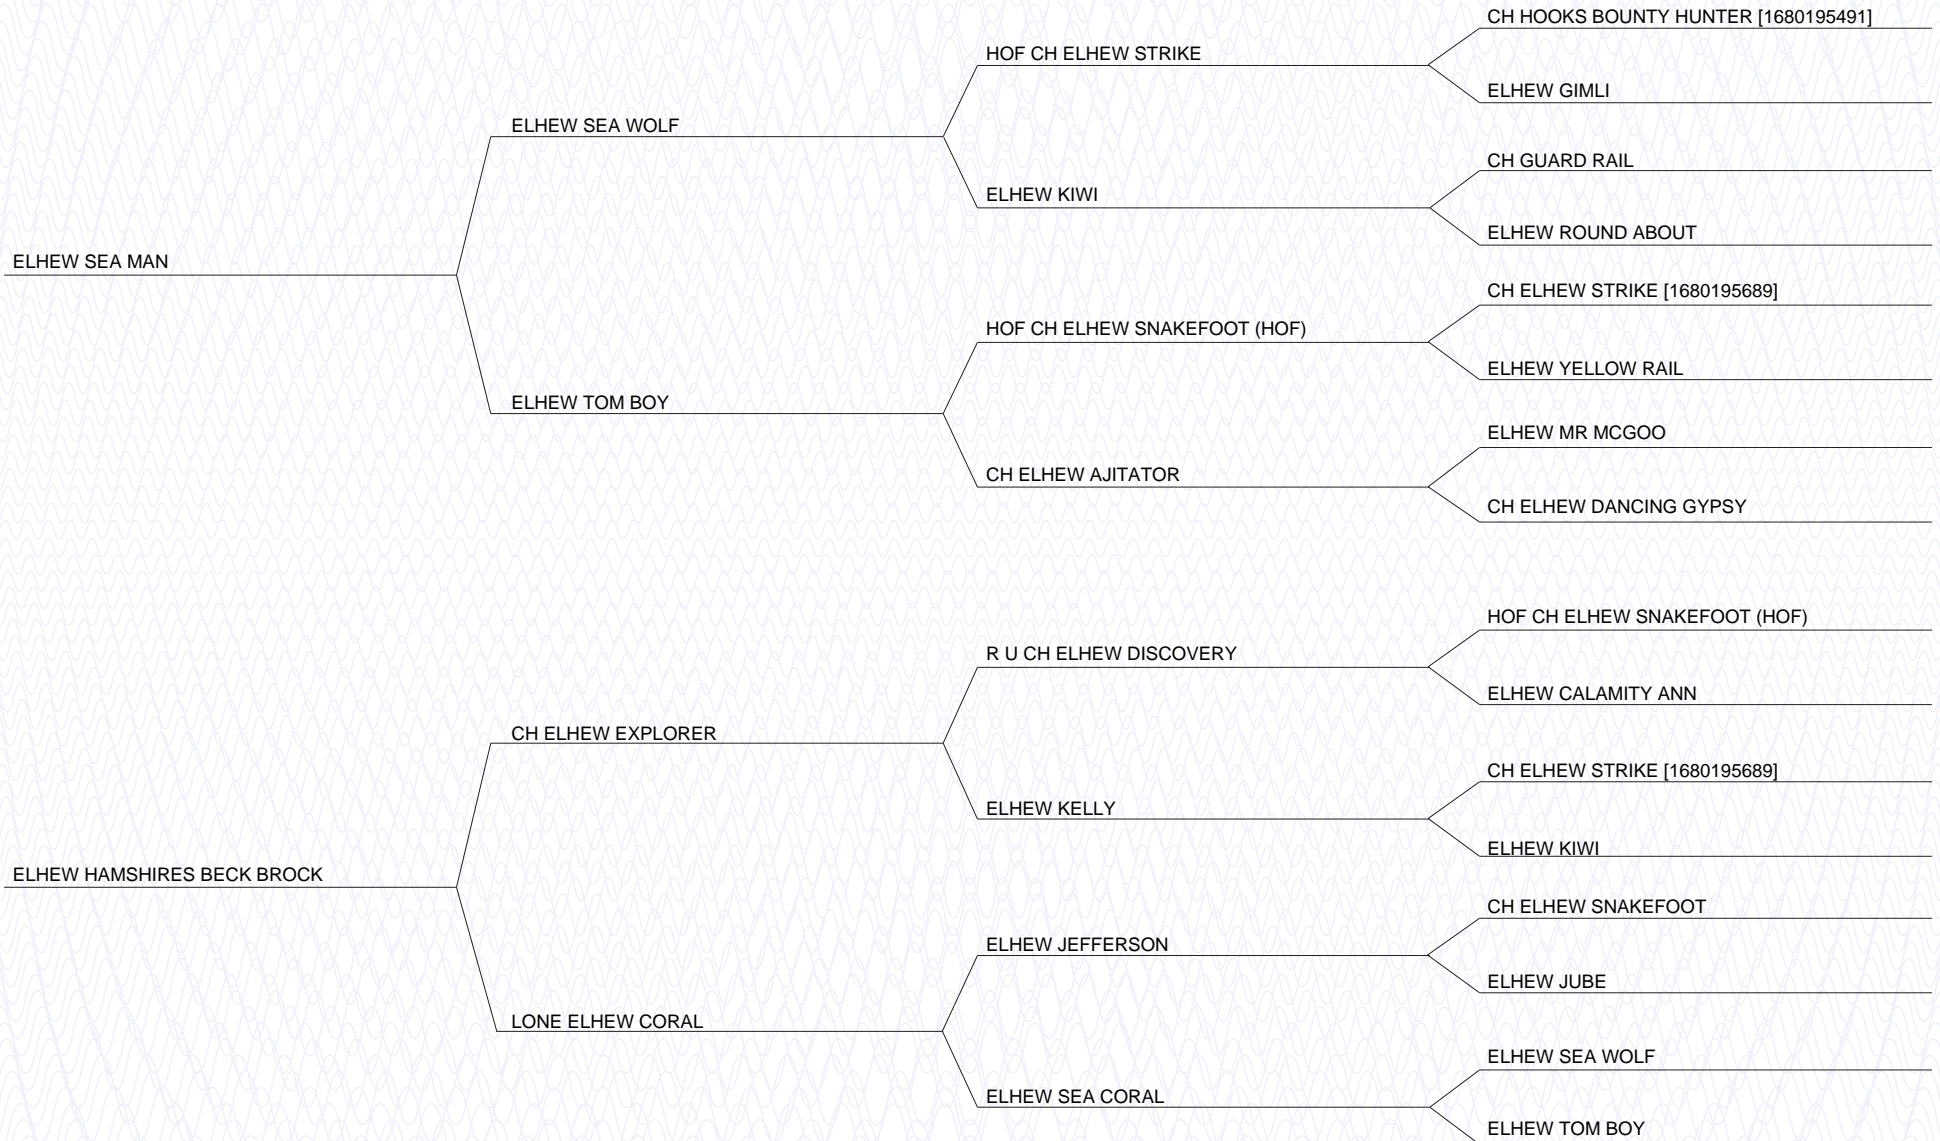 CH HOOKS BOUNTY HUNTER [1680195491]
HOF CH ELHEW STRIKE
ELHEW GIMLI
ELHEW SEA WOLF
CH GUARD RAIL
ELHEW KIWI
ELHEW ROUND ABOUT
ELHEW SEA MAN
CH ELHEW STRIKE [1680195689]
HOF CH ELHEW SNAKEFOOT (HOF)
ELHEW YELLOW RAIL
ELHEW TOM BOY
ELHEW MR MCGOO
CH ELHEW AJITATOR
CH ELHEW DANCING GYPSY
HOF CH ELHEW SNAKEFOOT (HOF)
R U CH ELHEW DISCOVERY
ELHEW CALAMITY ANN
CH ELHEW EXPLORER
CH ELHEW STRIKE [1680195689]
ELHEW KELLY
ELHEW KIWI
ELHEW HAMSHIRES BECK BROCK
CH ELHEW SNAKEFOOT
ELHEW JEFFERSON
ELHEW JUBE
LONE ELHEW CORAL
ELHEW SEA WOLF
ELHEW SEA CORAL
ELHEW TOM BOY